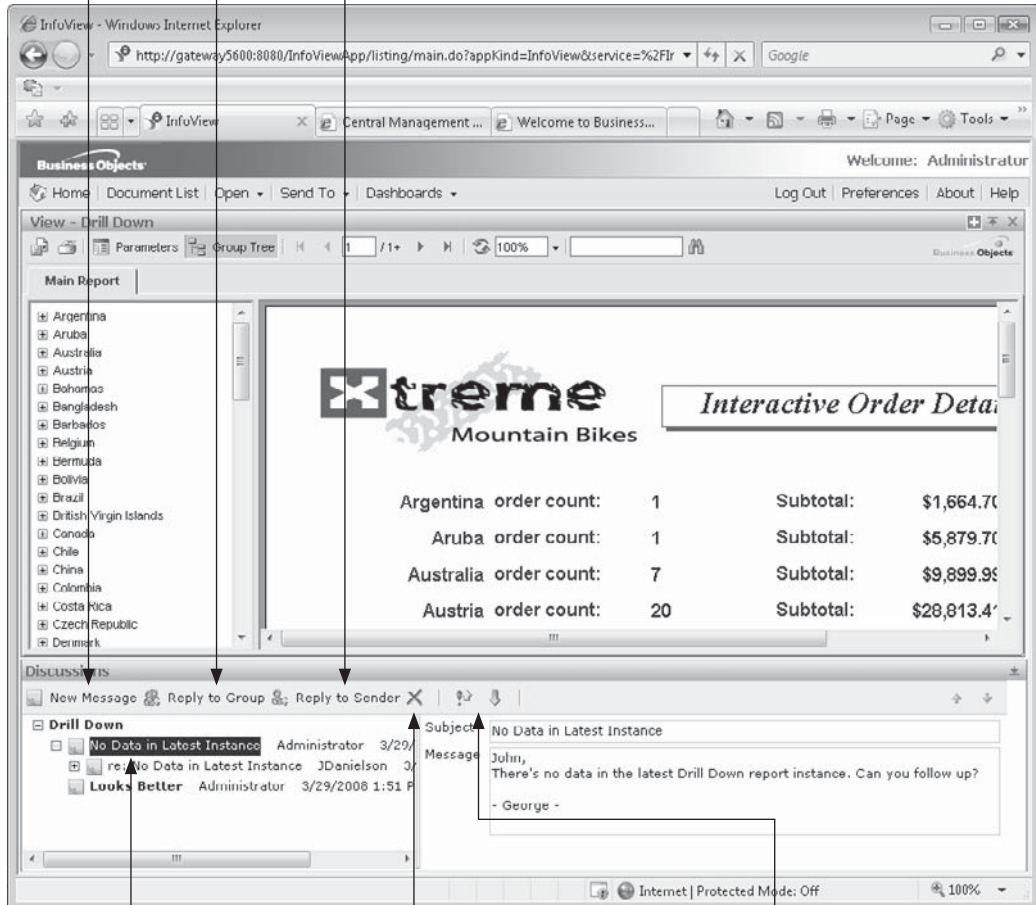 InfoView - Windows Internet Explorer
http://gateway5600:8080/InfoViewApp/listing/main.do?appKind=InfoView&service=%2FIr
Google
InfoView
Central Management ...
Welcome to Business...
Page
Tools
Business Objects
Welcome: Administrator
Home
Document List
Open
Send To
Dashboards
Log Out
Preferences
About
Help
View - Drill Down
Parameters
Group Tree
1
/1+
100%
Business Objects
Main Report
Argentina
Aruba
Australia
Austria
Bahamas
Bangladesh
Barbados
Belgium
Bermuda
Bolivia
Brazil
British Virgin Islands
Canada
Chile
China
Colombia
Costa Rica
Czech Republic
Denmark
Xtreme
Mountain Bikes
Interactive Order Detai
Argentina order count: 1 Subtotal: $1,664.70
Aruba order count: 1 Subtotal: $5,879.70
Australia order count: 7 Subtotal: $9,899.99
Austria order count: 20 Subtotal: $28,813.41
Discussions
New Message
Reply to Group
Reply to Sender
Drill Down
No Data in Latest Instance Administrator 3/29/
re: No Data in Latest Instance JDanielson 3/
Looks Better Administrator 3/29/2008 1:51 P
Subject
No Data in Latest Instance
Message
John,
There's no data in the latest Drill Down report instance. Can you follow up?
- George -
Internet | Protected Mode: Off
100%